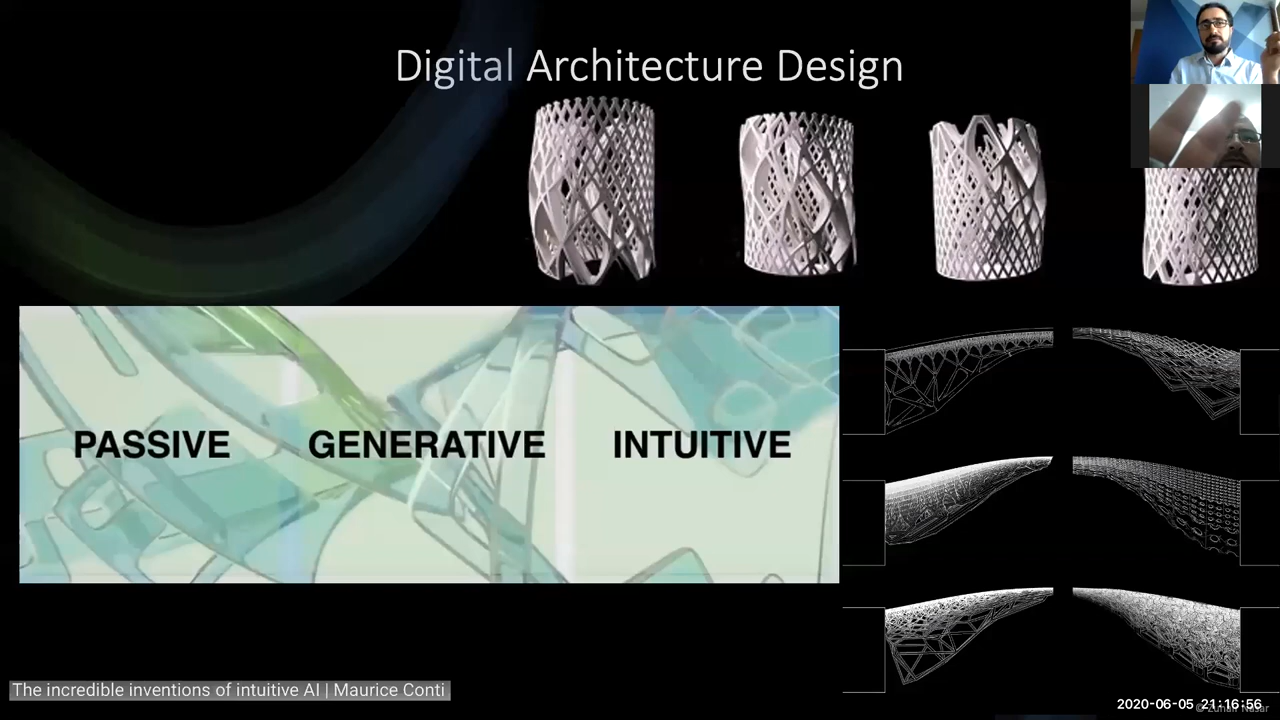 Digital Architecture Design
PASSIVE GENERATIVE INTUITIVE
The incredible inventions of intuitive AI | Maurice Conti
2020-06-05 21:16:56